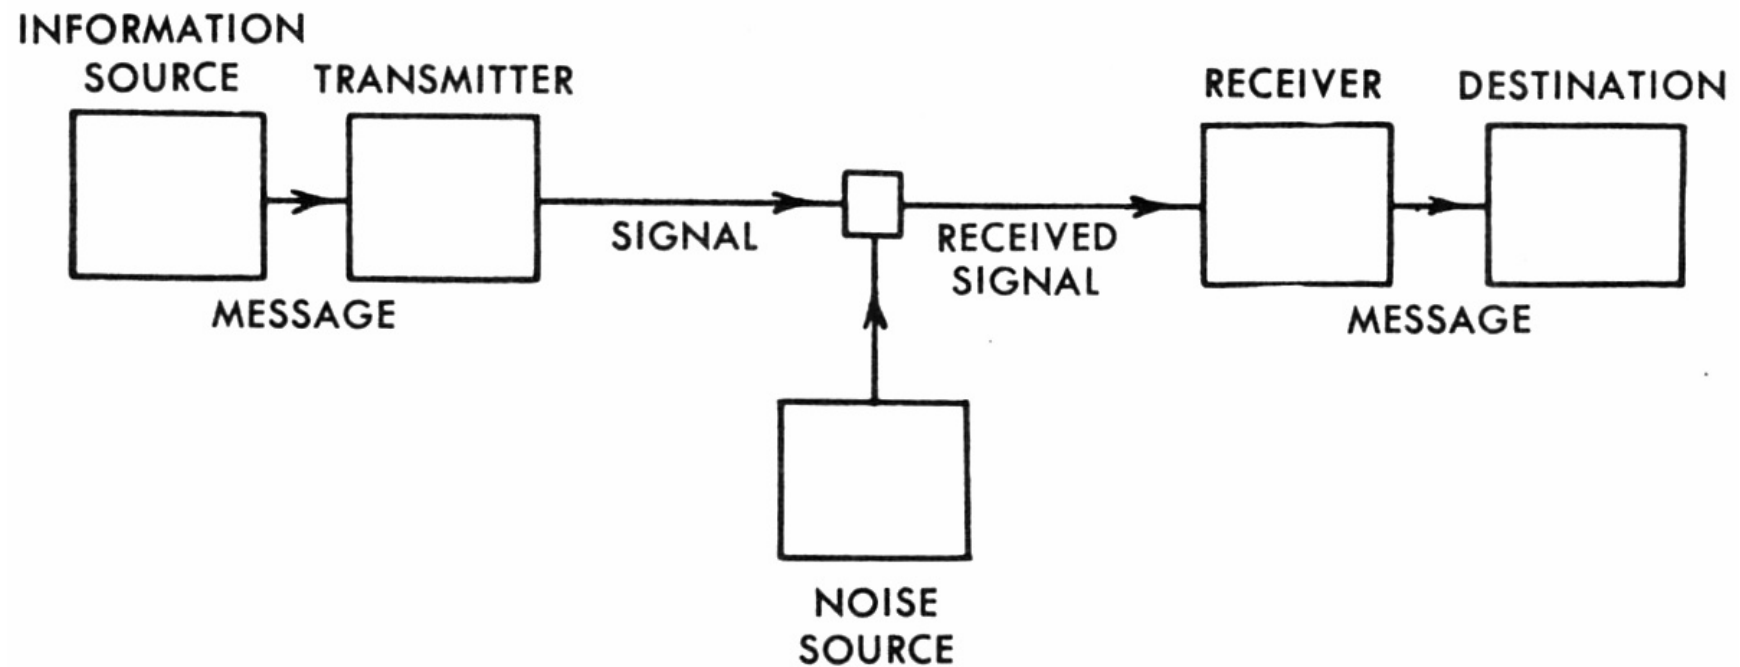 INFORMATION
SOURCE
TRANSMITTER
RECEIVER
DESTINATION
SIGNAL
RECEIVED
SIGNAL
MESSAGE
MESSAGE
NOISE
SOURCE